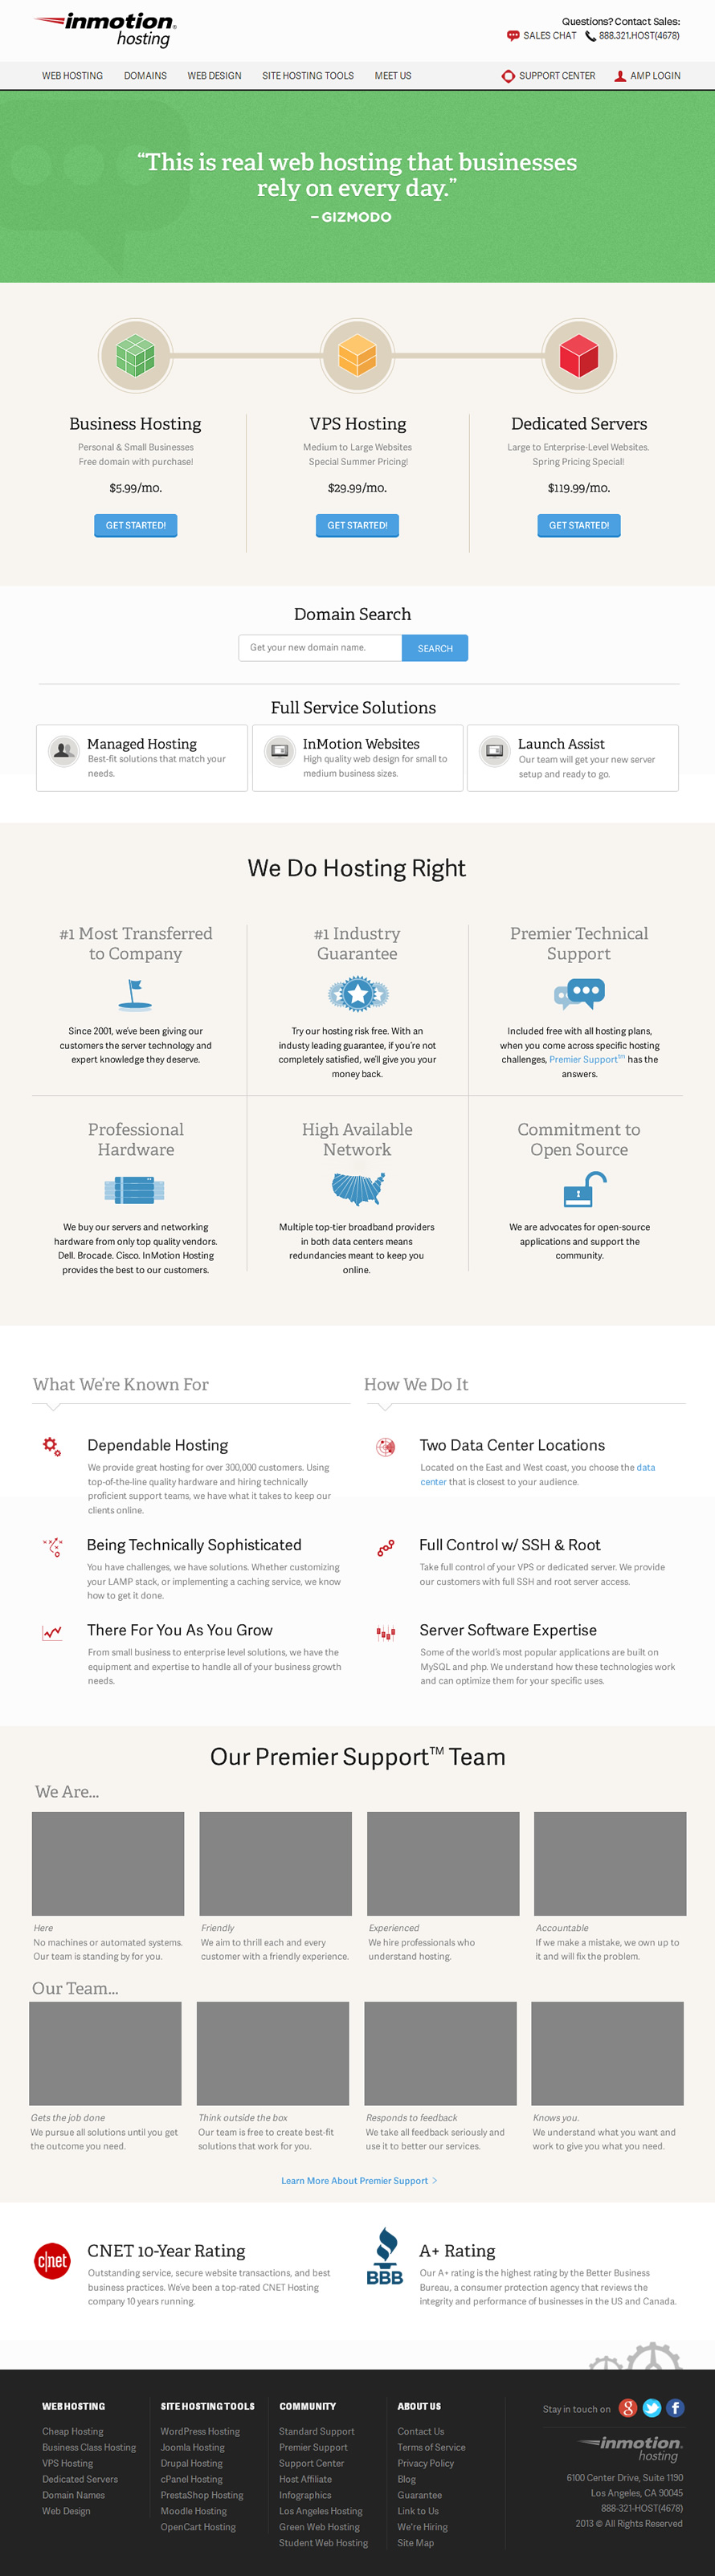 inmotion
hosting
Questions? Contact Sales:
SALES CHAT 888.321.HOST(4678)
WEB HOSTING DOMAINS WEB DESIGN SITE HOSTING TOOLS MEET US SUPPORT CENTER AMP LOGIN
“This is real web hosting that businesses
rely on every day.”
– GIZMODO
Business Hosting
Personal & Small Businesses
Free domain with purchase!
$5.99/mo.
GET STARTED!
VPS Hosting
Medium to Large Websites
Special Summer Pricing!
$29.99/mo.
GET STARTED!
Dedicated Servers
Large to Enterprise-Level Websites.
Spring Pricing Special!
$119.99/mo.
GET STARTED!
Domain Search
Get your new domain name. SEARCH
Full Service Solutions
Managed Hosting
Best-fit solutions that match your
needs.
InMotion Websites
High quality web design for small to
medium business sizes.
Launch Assist
Our team will get your new server
setup and ready to go.
We Do Hosting Right
#1 Most Transferred
to Company
Since 2001, we've been giving our
customers the server technology and
expert knowledge they deserve.
#1 Industry
Guarantee
Try our hosting risk free. With an
industy leading guarantee, if you're not
completely satisfied, we'll give you your
money back.
Premier Technical
Support
Included free with all hosting plans,
when you come across specific hosting
challenges, Premier Support℠ has the
answers.
Professional
Hardware
We buy our servers and networking
hardware from only top quality vendors.
Dell. Brocade. Cisco. InMotion Hosting
provides the best to our customers.
High Available
Network
Multiple top-tier broadband providers
in both data centers means
redundancies meant to keep you
online.
Commitment to
Open Source
We are advocates for open-source
applications and support the
community.
What We're Known For
Dependable Hosting
We provide great hosting for over 300,000 customers. Using
top-of-the-line quality hardware and hiring technically
proficient support teams, we have what it takes to keep our
clients online.
Being Technically Sophisticated
You have challenges, we have solutions. Whether customizing
your LAMP stack, or implementing a caching service, we know
how to get it done.
There For You As You Grow
From small business to enterprise level solutions, we have the
equipment and expertise to handle all of your business growth
needs.
How We Do It
Two Data Center Locations
Located on the East and West coast, you choose the data
center that is closest to your audience.
Full Control w/ SSH & Root
Take full control of your VPS or dedicated server. We provide
our customers with full SSH and root server access.
Server Software Expertise
Some of the world's most popular applications are built on
MySQL and php. We understand how these technologies work
and can optimize them for your specific uses.
Our Premier Support™ Team
We Are...
Here
No machines or automated systems.
Our team is standing by for you.
Friendly
We aim to thrill each and every
customer with a friendly experience.
Experienced
We hire professionals who
understand hosting.
Accountable
If we make a mistake, we own up to
it and will fix the problem.
Our Team...
Gets the job done
We pursue all solutions until you get
the outcome you need.
Think outside the box
Our team is free to create best-fit
solutions that work for you.
Responds to feedback
We take all feedback seriously and
use it to better our services.
Knows you.
We understand what you want and
work to give you what you need.
Learn More About Premier Support >
c|net
CNET 10-Year Rating
Outstanding service, secure website transactions, and best
business practices. We've been a top-rated CNET Hosting
company 10 years running.
BBB
A+ Rating
Our A+ rating is the highest rating by the Better Business
Bureau, a consumer protection agency that reviews the
integrity and performance of businesses in the US and Canada.
WEB HOSTING
Cheap Hosting
Business Class Hosting
VPS Hosting
Dedicated Servers
Domain Names
Web Design
SITE HOSTING TOOLS
WordPress Hosting
Joomla Hosting
Drupal Hosting
cPanel Hosting
PrestaShop Hosting
Moodle Hosting
OpenCart Hosting
COMMUNITY
Standard Support
Premier Support
Support Center
Host Affiliate
Infographics
Los Angeles Hosting
Green Web Hosting
Student Web Hosting
ABOUT US
Contact Us
Terms of Service
Privacy Policy
Blog
Guarantee
Link to Us
We're Hiring
Site Map
Stay in touch on
inmotion
hosting
6100 Center Drive, Suite 1190
Los Angeles, CA 90045
888-321-HOST(4678)
2013 © All Rights Reserved